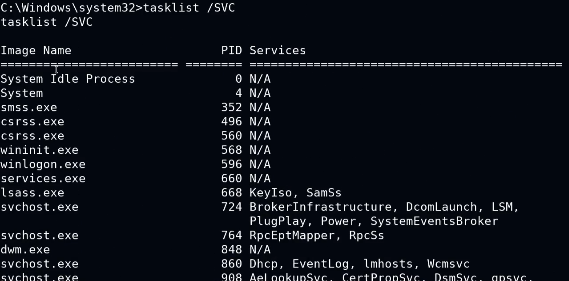 C:\Windows\system32>tasklist /SVC
tasklist /SVC
Image Name                     PID Services
========================= ======== ============================================
System Idle Process              0 N/A
System                           4 N/A
smss.exe                       352 N/A
csrss.exe                      496 N/A
csrss.exe                      560 N/A
wininit.exe                    568 N/A
winlogon.exe                   596 N/A
services.exe                   660 N/A
lsass.exe                      668 KeyIso, SamSs
svchost.exe                    724 BrokerInfrastructure, DcomLaunch, LSM,
                                   PlugPlay, Power, SystemEventsBroker
svchost.exe                    764 RpcEptMapper, RpcSs
dwm.exe                        848 N/A
svchost.exe                    860 Dhcp, EventLog, lmhosts, Wcmsvc
svchost.exe                    908 AeLookupSvc, CertPropSvc, DsmSvc, gpsvc,